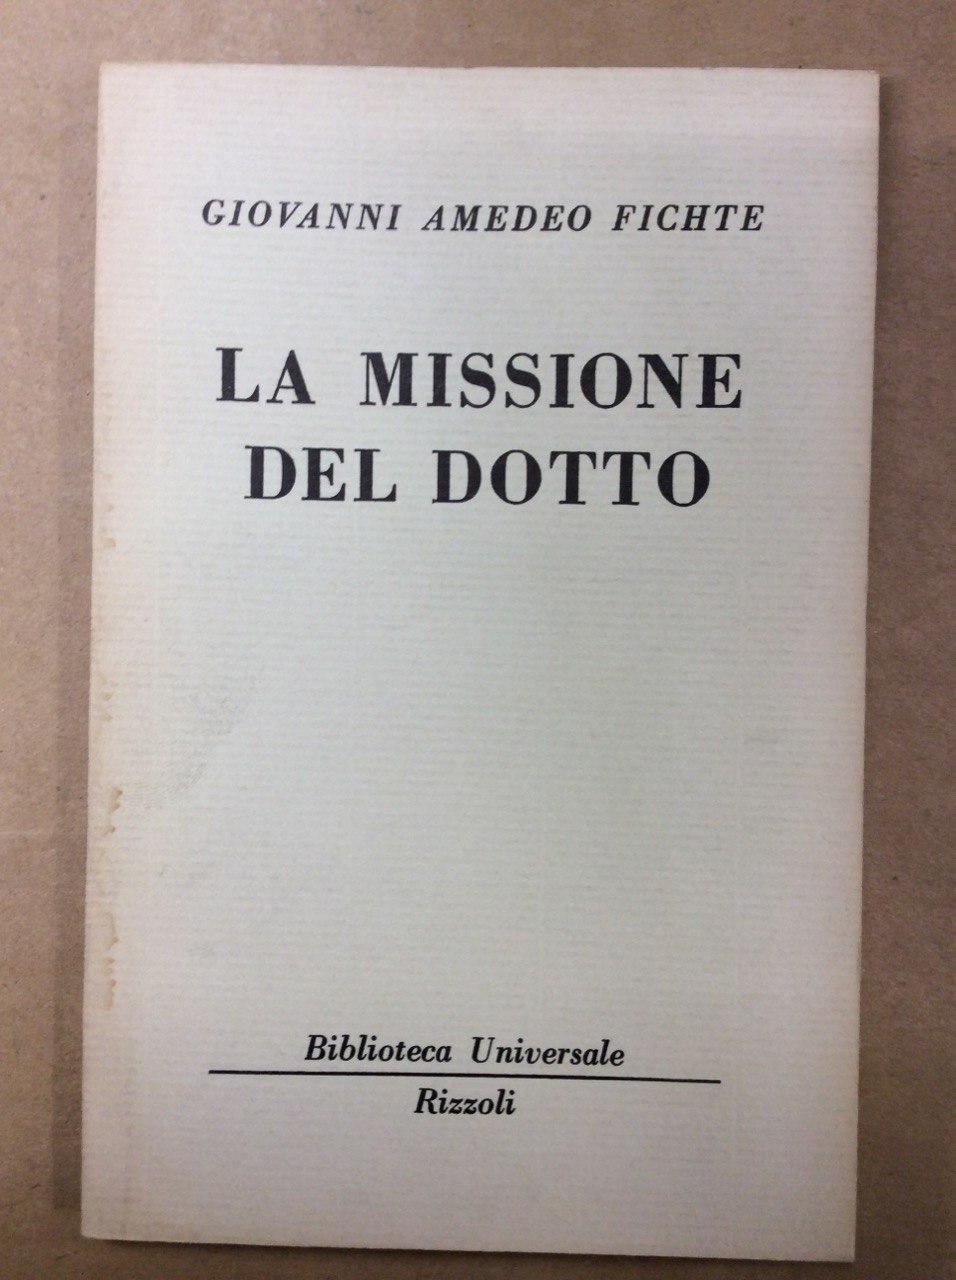 GIOVANNI AMEDEO FICHTE
LA MISSIONE
DEL DOTTO
Biblioteca Universale
Rizzoli